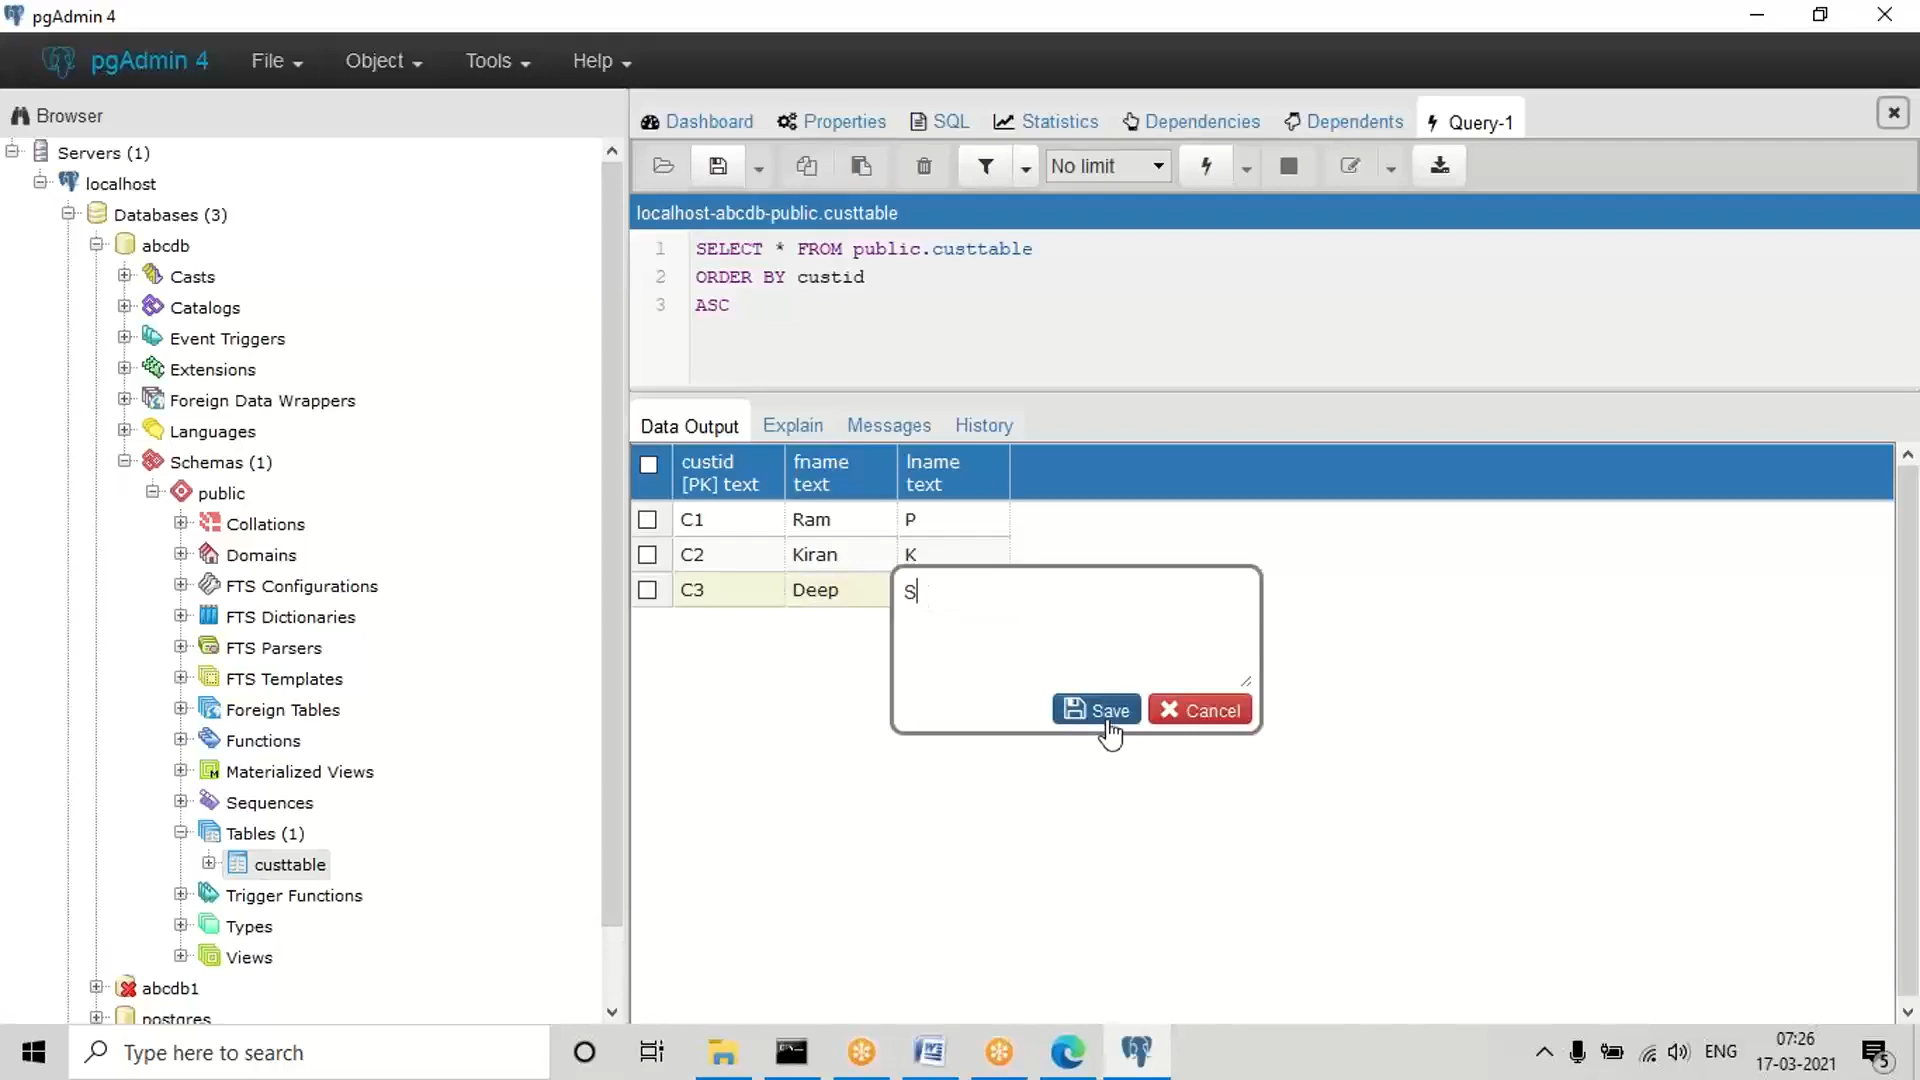 pgAdmin 4
pgAdmin 4 File Object Tools Help
Browser
Servers (1)
localhost
Databases (3)
abcdb
Casts
Catalogs
Event Triggers
Extensions
Foreign Data Wrappers
Languages
Schemas (1)
public
Collations
Domains
FTS Configurations
FTS Dictionaries
FTS Parsers
FTS Templates
Foreign Tables
Functions
Materialized Views
Sequences
Tables (1)
custtable
Trigger Functions
Types
Views
abcdb1
postgres
Dashboard Properties SQL Statistics Dependencies Dependents Query-1
No limit
localhost-abcdb-public.custtable
1 SELECT * FROM public.custtable
2 ORDER BY custid
3 ASC
Data Output Explain Messages History
custid fname lname
[PK] text text text
C1 Ram P
C2 Kiran K
C3 Deep S
Save Cancel
Type here to search
ENG
07:26
17-03-2021
5